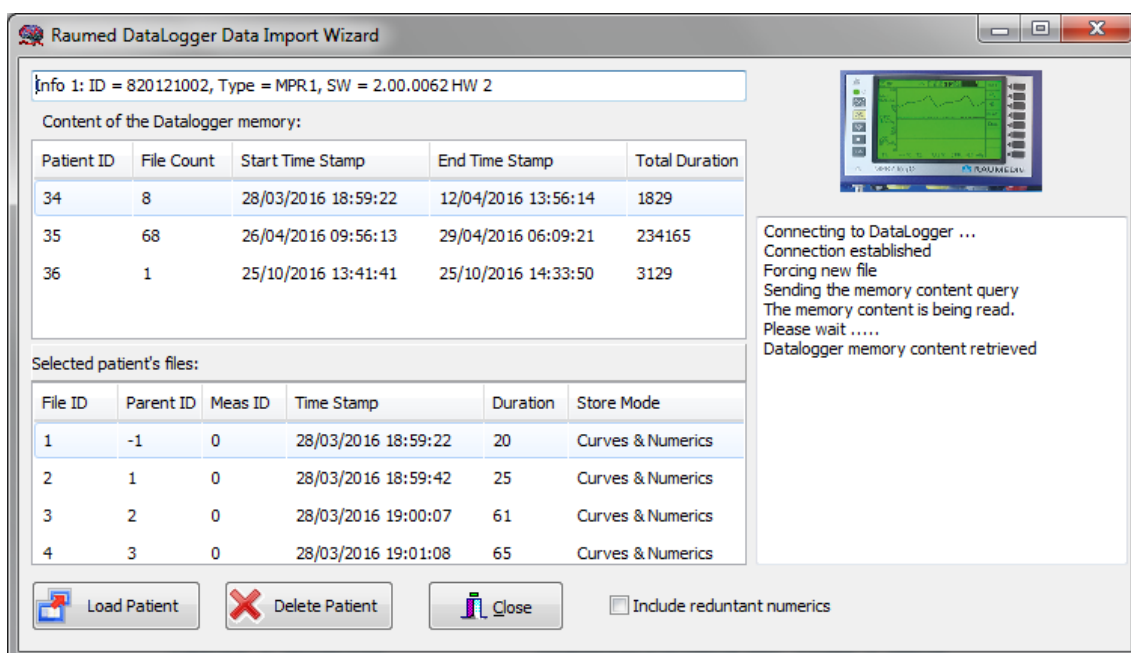 Raumed DataLogger Data Import Wizard
Info 1: ID = 820121002, Type = MPR1, SW = 2.00.0062 HW 2
Content of the Datalogger memory:
Patient ID File Count Start Time Stamp End Time Stamp Total Duration
34 8 28/03/2016 18:59:22 12/04/2016 13:56:14 1829
35 68 26/04/2016 09:56:13 29/04/2016 06:09:21 234165
36 1 25/10/2016 13:41:41 25/10/2016 14:33:50 3129
Selected patient's files:
File ID Parent ID Meas ID Time Stamp Duration Store Mode
1 -1 0 28/03/2016 18:59:22 20 Curves & Numerics
2 1 0 28/03/2016 18:59:42 25 Curves & Numerics
3 2 0 28/03/2016 19:00:07 61 Curves & Numerics
4 3 0 28/03/2016 19:01:08 65 Curves & Numerics
RAUMEDIC
Connecting to DataLogger ...
Connection established
Forcing new file
Sending the memory content query
The memory content is being read.
Please wait .....
Datalogger memory content retrieved
Load Patient Delete Patient Close Include reduntant numerics